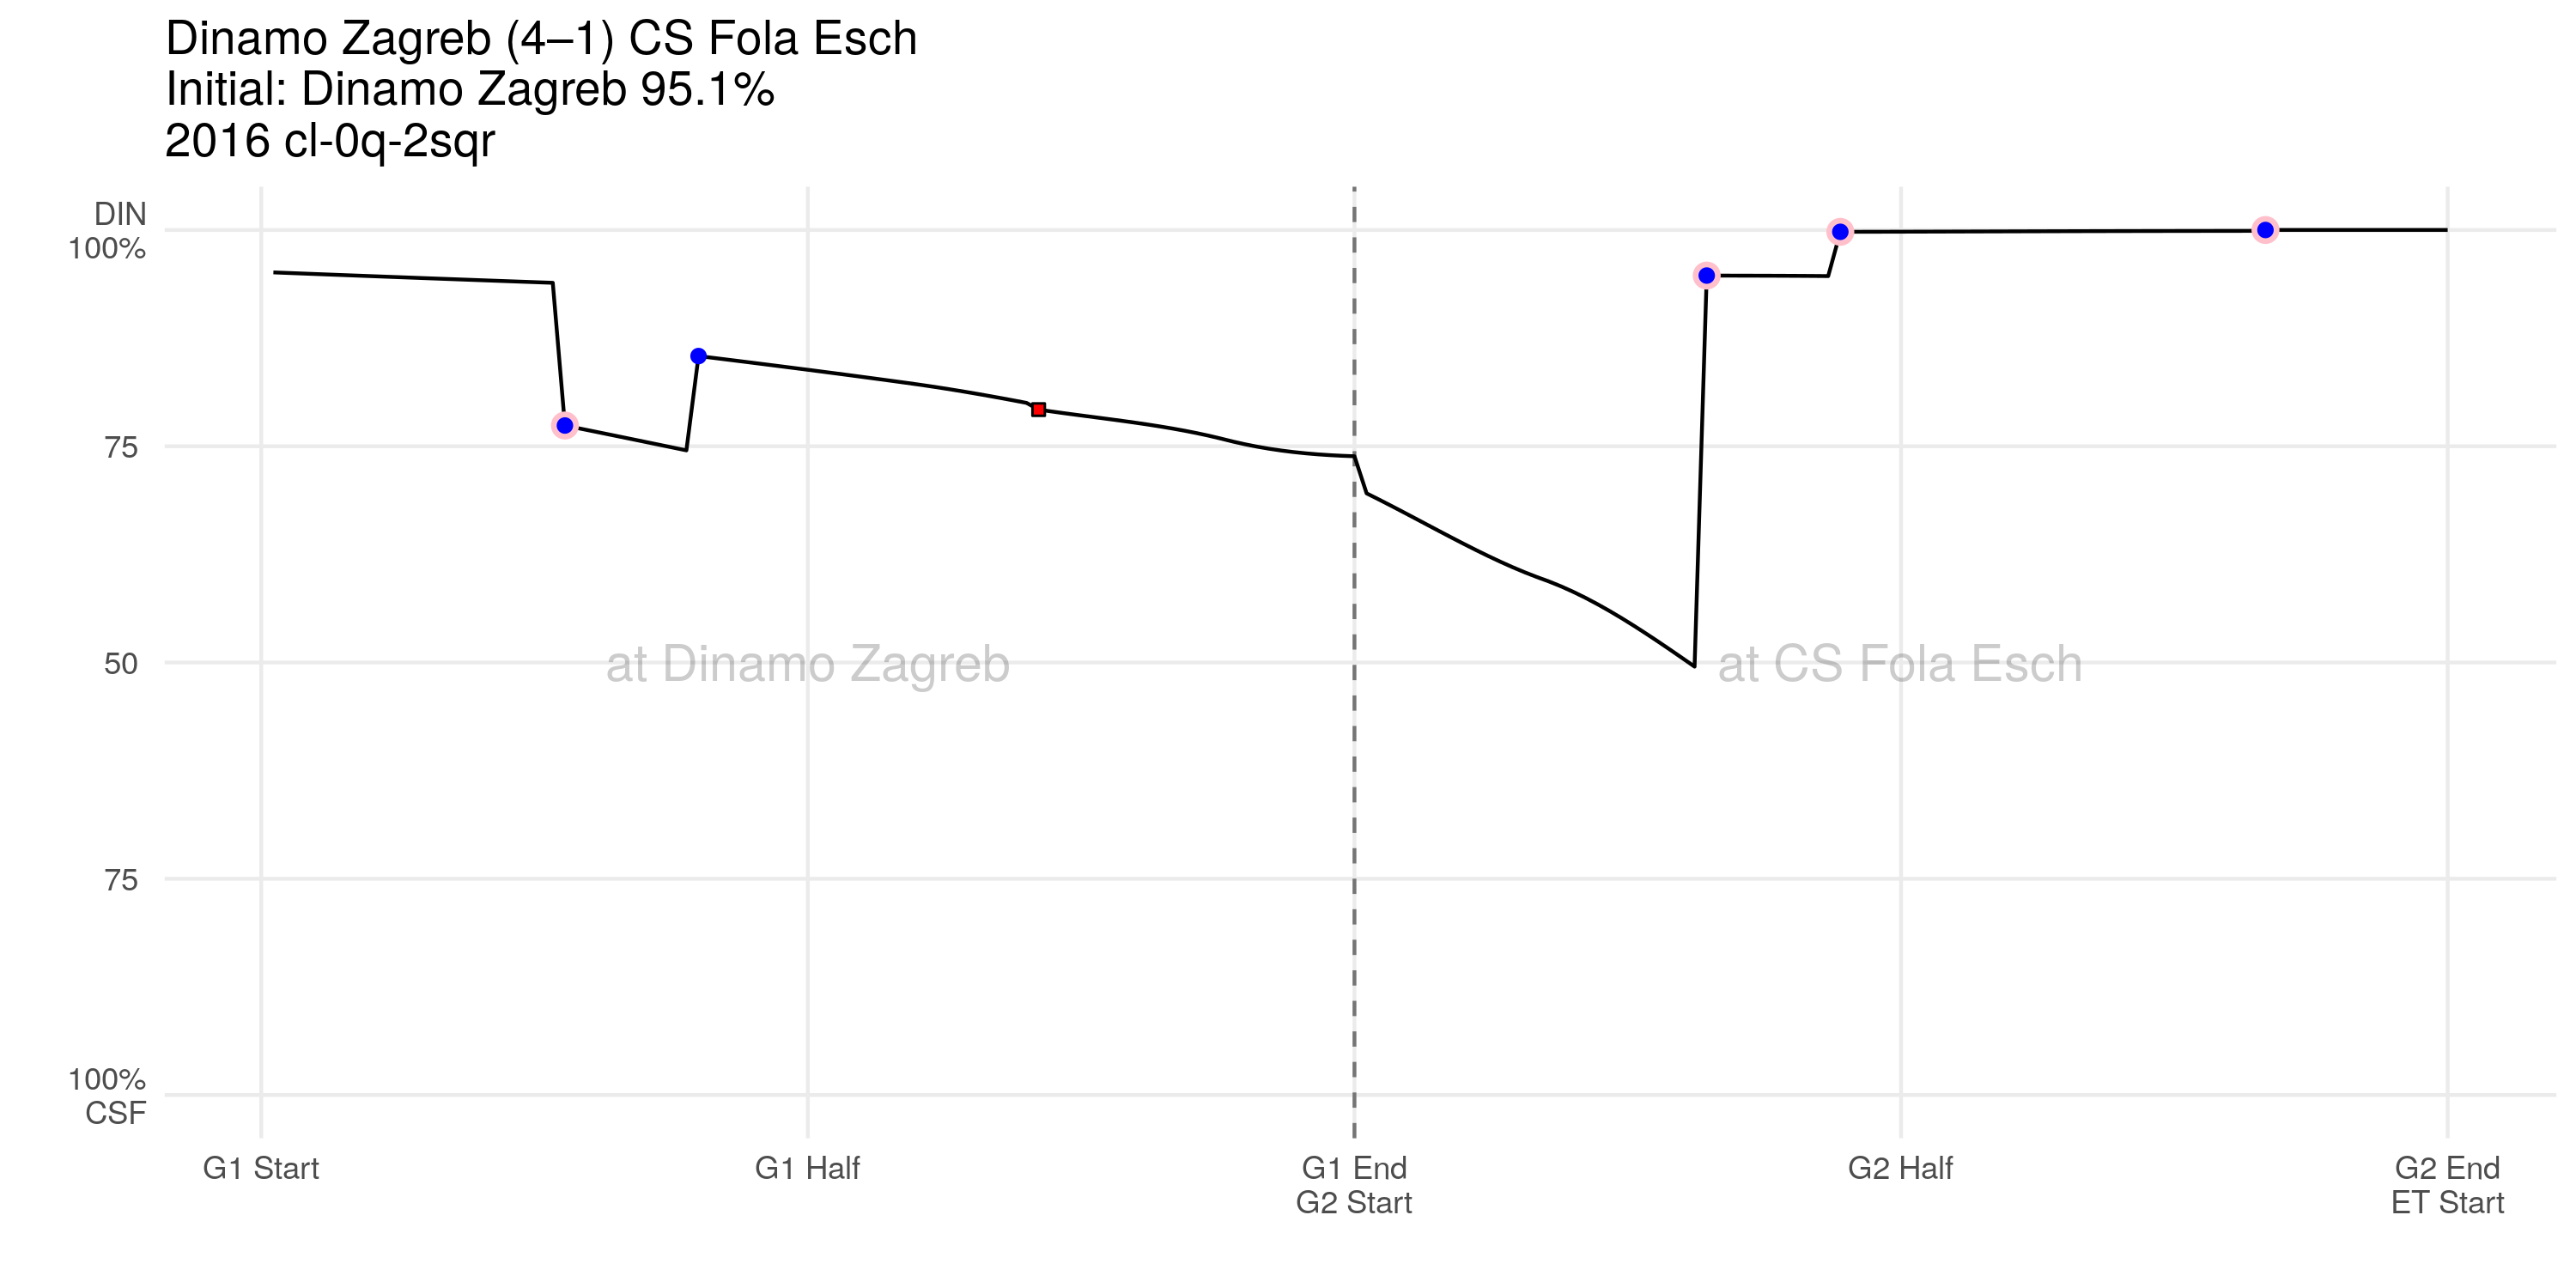 Dinamo Zagreb (4–1) CS Fola Esch
Initial: Dinamo Zagreb 95.1%
2016 cl-0q-2sqr
DIN
100%
75
50
75
100%
CSF
at Dinamo Zagreb
at CS Fola Esch
G1 Start
G1 Half
G1 End
G2 Start
G2 Half
G2 End
ET Start